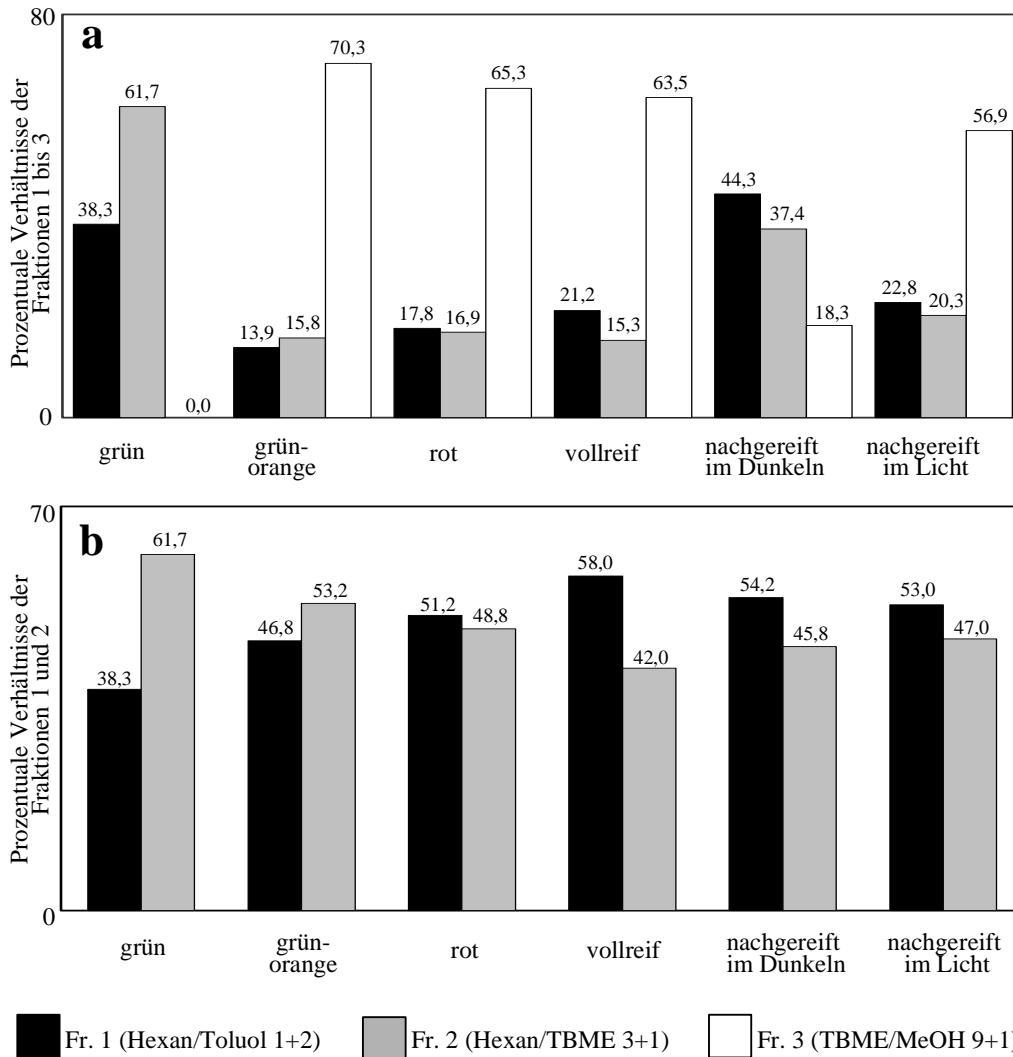 80
a
Prozentuale Verhältnisse der
Fraktionen 1 bis 3
0
38,3
61,7
0,0
13,9
15,8
70,3
17,8
16,9
65,3
21,2
15,3
63,5
44,3
37,4
18,3
22,8
20,3
56,9
grün
grün-
orange
rot
vollreif
nachgereift
im Dunkeln
nachgereift
im Licht
70
b
Prozentuale Verhältnisse der
Fraktionen 1 und 2
0
38,3
61,7
46,8
53,2
51,2
48,8
58,0
42,0
54,2
45,8
53,0
47,0
grün
grün-
orange
rot
vollreif
nachgereift
im Dunkeln
nachgereift
im Licht
Fr. 1 (Hexan/Toluol 1+2)
Fr. 2 (Hexan/TBME 3+1)
Fr. 3 (TBME/MeOH 9+1)